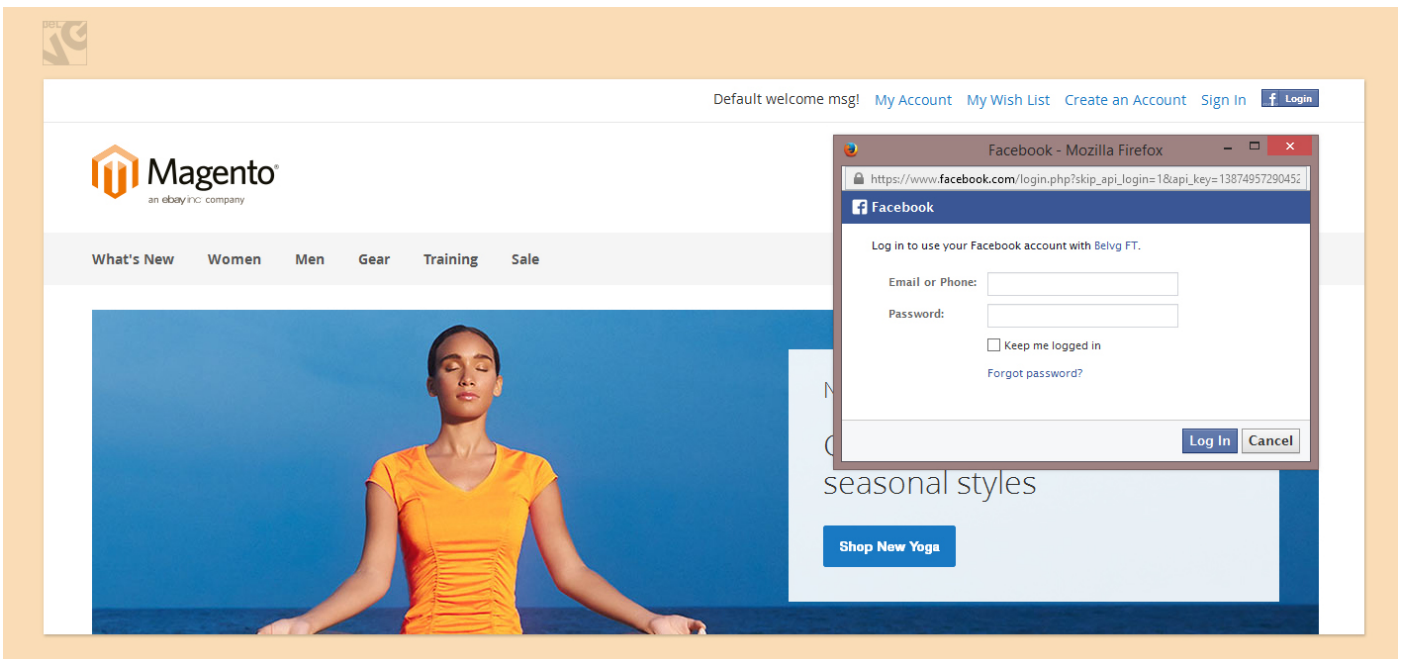 Default welcome msg! My Account My Wish List Create an Account Sign In f Login
Magento®
an ebay inc company
Facebook - Mozilla Firefox
https://www.facebook.com/login.php?skip_api_login=1&api_key=13874957290452
Facebook
Log in to use your Facebook account with Belvg FT.
Email or Phone:
Password:
Keep me logged in
Forgot password?
Log In Cancel
What's New Women Men Gear Training Sale
seasonal styles
Shop New Yoga